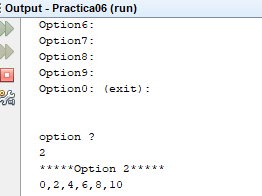 Output - Practica06 (run)
Option6:
Option7:
Option8:
Option9:
Option0: (exit):
option ?
2
*****Option 2*****
0,2,4,6,8,10